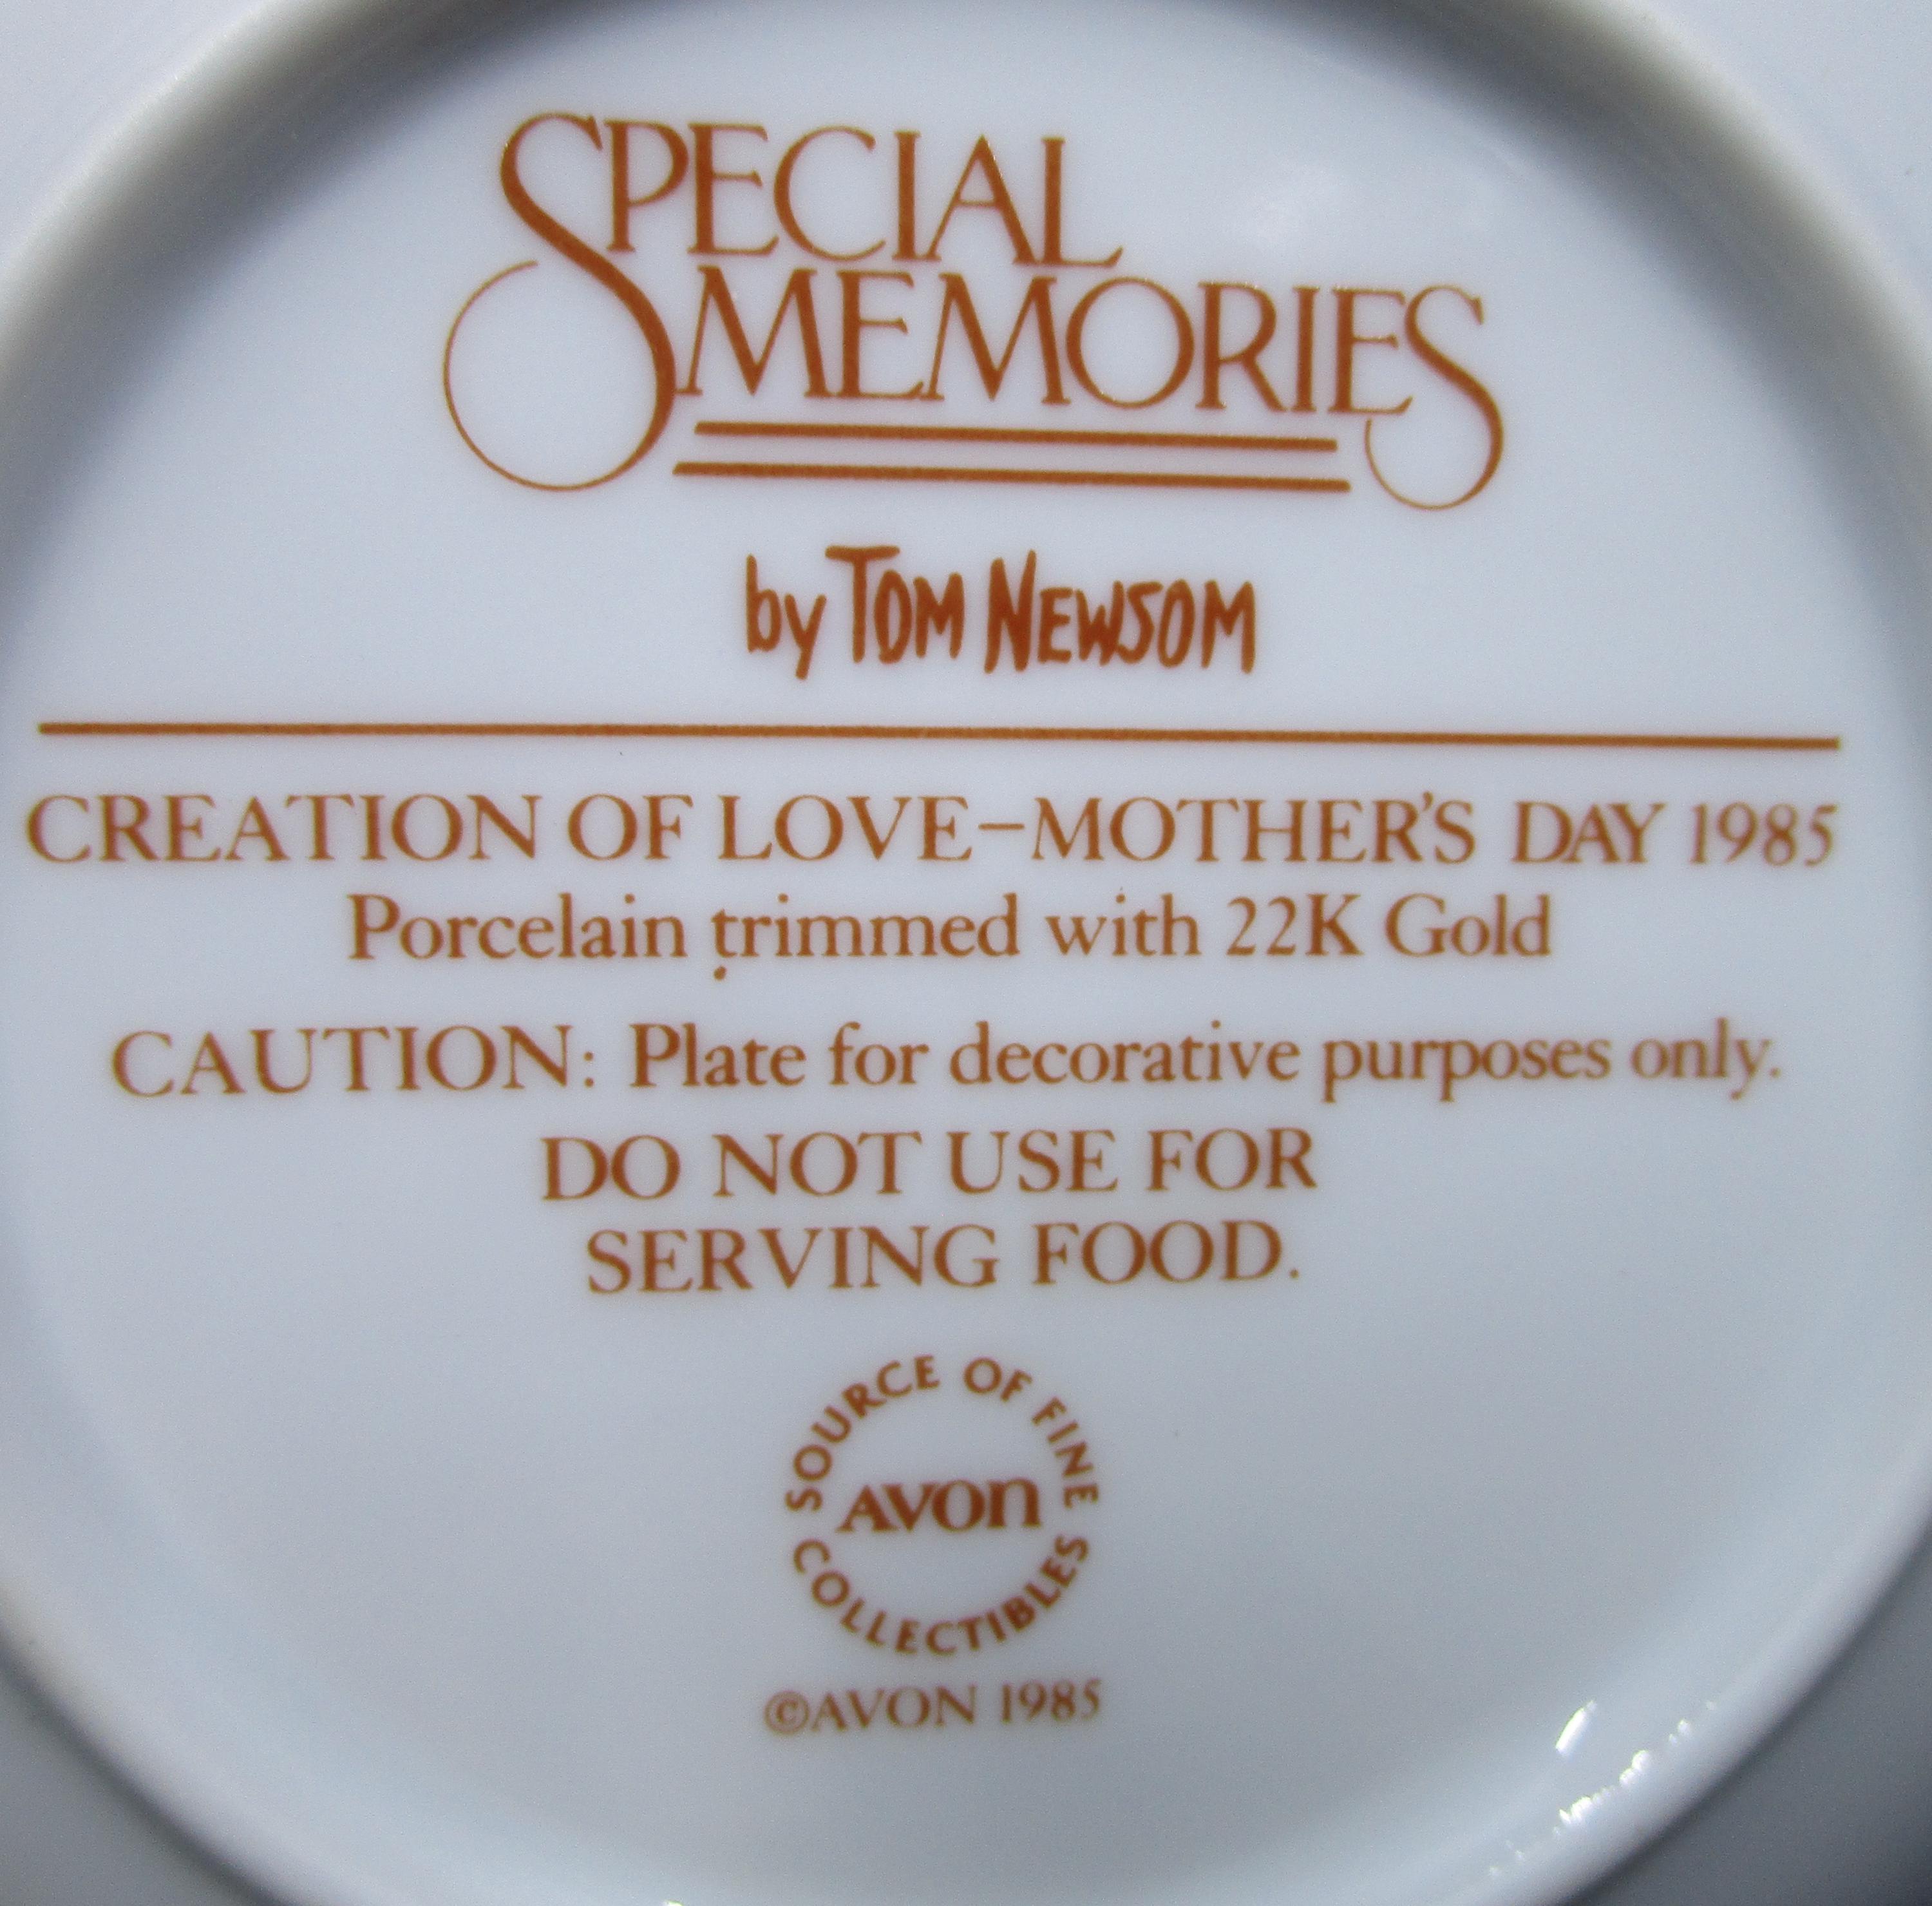 SPECIAL
MEMORIES
by TOM NEWSOM
CREATION OF LOVE–MOTHER'S DAY 1985
Porcelain trimmed with 22K Gold
CAUTION: Plate for decorative purposes only.
DO NOT USE FOR
SERVING FOOD.
SOURCE OF FINE
AVON
COLLECTIBLES
©AVON 1985